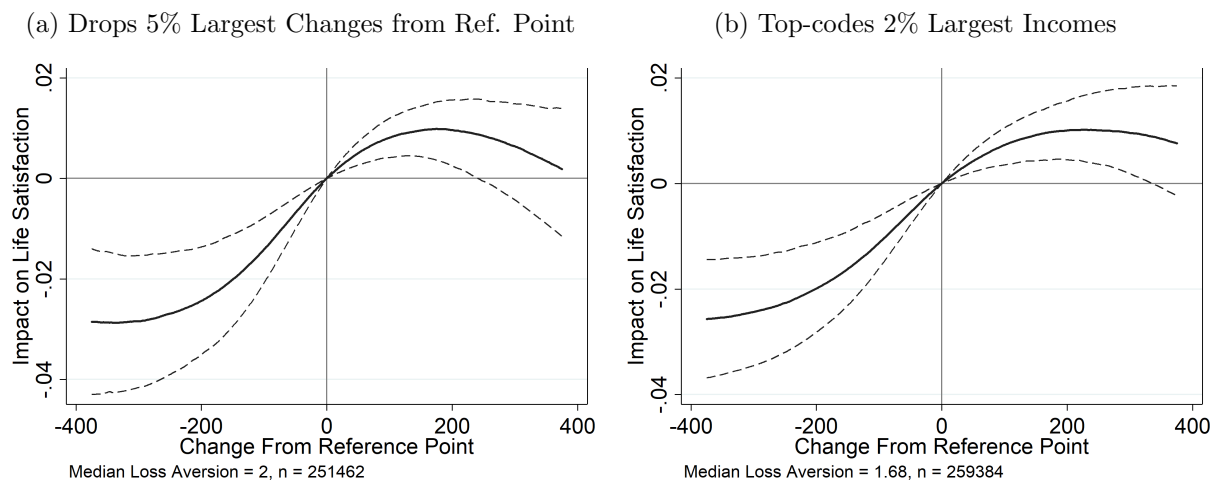 (a) Drops 5% Largest Changes from Ref. Point
Impact on Life Satisfaction
.02
0
-.02
-.04
-400 -200 0 200 400
Change From Reference Point
Median Loss Aversion = 2, n = 251462
(b) Top-codes 2% Largest Incomes
Impact on Life Satisfaction
.02
0
-.02
-.04
-400 -200 0 200 400
Change From Reference Point
Median Loss Aversion = 1.68, n = 259384